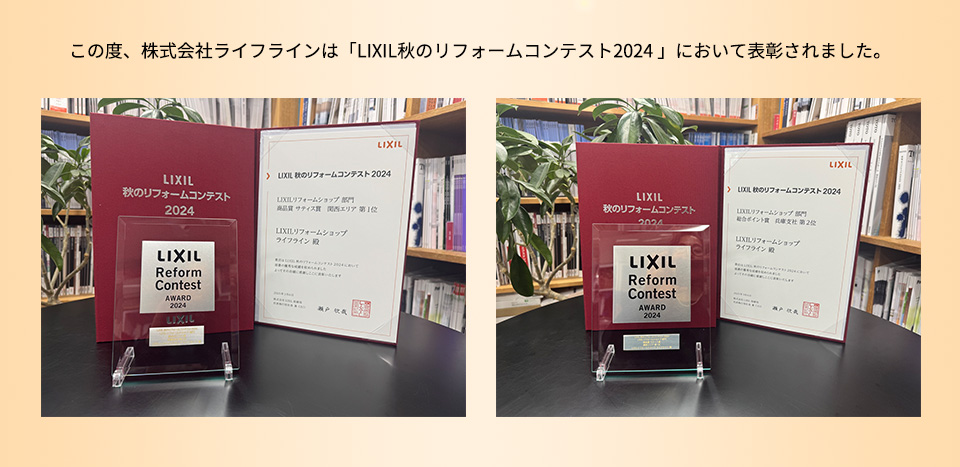 この度、株式会社ライフラインは「LIXIL秋のリフォームコンテスト2024 」において表彰されました。
LIXIL
秋のリフォームコンテスト
2024
LIXIL
LIXIL 秋のリフォームコンテスト2024
LIXILリフォームショップ 部門
商品賞 サティス賞 関西エリア 第1位
LIXILリフォームショップ
ライフライン 殿
LIXIL
Reform
Contest
AWARD
2024
LIXIL
LIXIL
秋のリフォームコンテスト
2024
LIXIL
LIXIL 秋のリフォームコンテスト2024
LIXILリフォームショップ 部門
総合ポイント賞 兵庫支社 第2位
LIXILリフォームショップ
ライフライン 殿
LIXIL
Reform
Contest
AWARD
2024